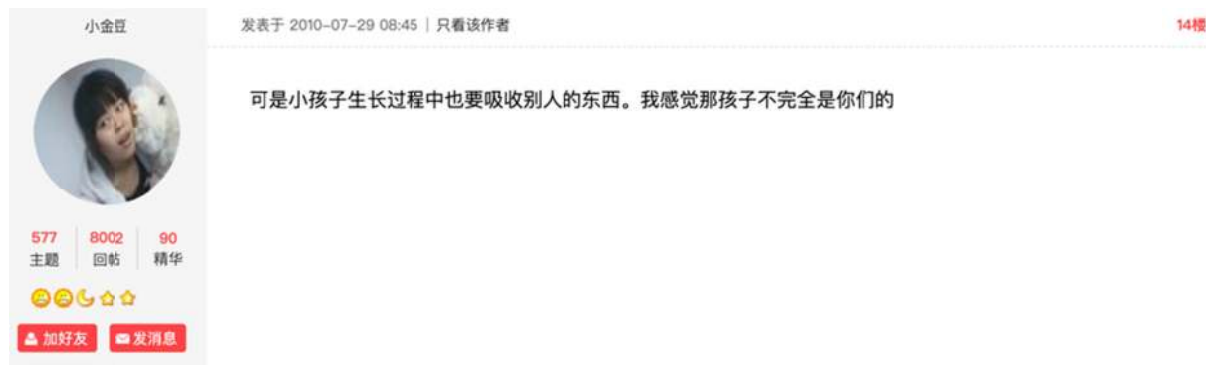 小金豆
发表于 2010-07-29 08:45 | 只看该作者
14楼
可是小孩子生长过程中也要吸收别人的东西。我感觉那孩子不完全是你们的
577 8002 90
主题 回帖 精华
加好友 发消息